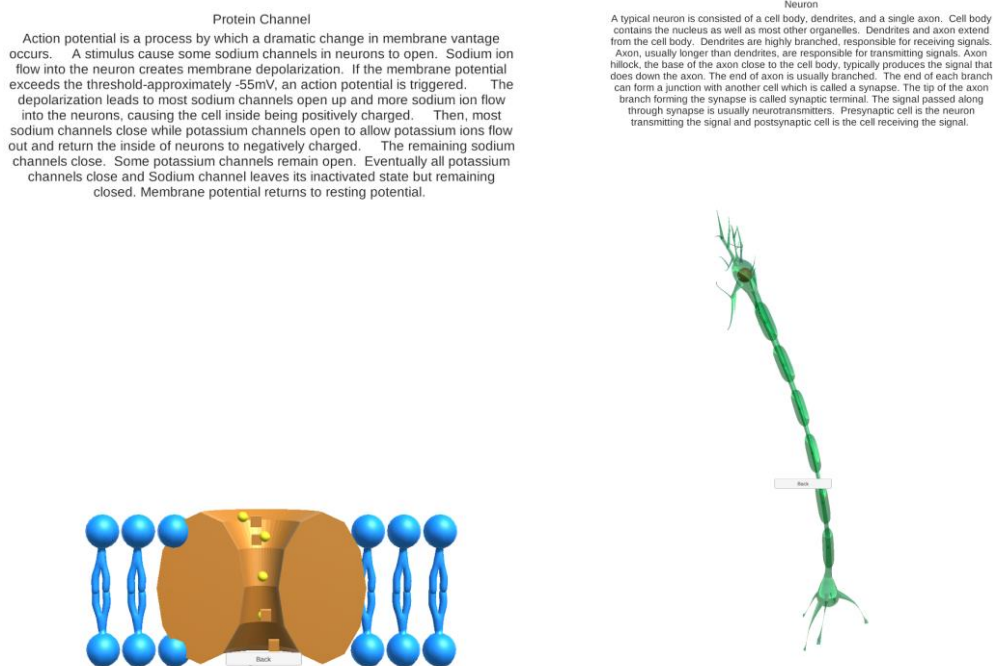 Protein Channel
Action potential is a process by which a dramatic change in membrane vantage
occurs. A stimulus cause some sodium channels in neurons to open. Sodium ion
flow into the neuron creates membrane depolarization. If the membrane potential
exceeds the threshold-approximately -55mV, an action potential is triggered. The
depolarization leads to most sodium channels open up and more sodium ion flow
into the neurons, causing the cell inside being positively charged. Then, most
sodium channels close while potassium channels open to allow potassium ions flow
out and return the inside of neurons to negatively charged. The remaining sodium
channels close. Some potassium channels remain open. Eventually all potassium
channels close and Sodium channel leaves its inactivated state but remaining
closed. Membrane potential returns to resting potential.
Back
Neuron
A typical neuron is consisted of a cell body, dendrites, and a single axon. Cell body
contains the nucleus as well as most other organelles. Dendrites and axon extend
from the cell body. Dendrites are highly branched, responsible for receiving signals.
Axon, usually longer than dendrites, are responsible for transmitting signals. Axon
hillock, the base of the axon close to the cell body, typically produces the signal that
does down the axon. The end of axon is usually branched. The end of each branch
can form a junction with another cell which is called a synapse. The tip of the axon
branch forming the synapse is called synaptic terminal. The signal passed along
through synapse is usually neurotransmitters. Presynaptic cell is the neuron
transmitting the signal and postsynaptic cell is the cell receiving the signal.
Back